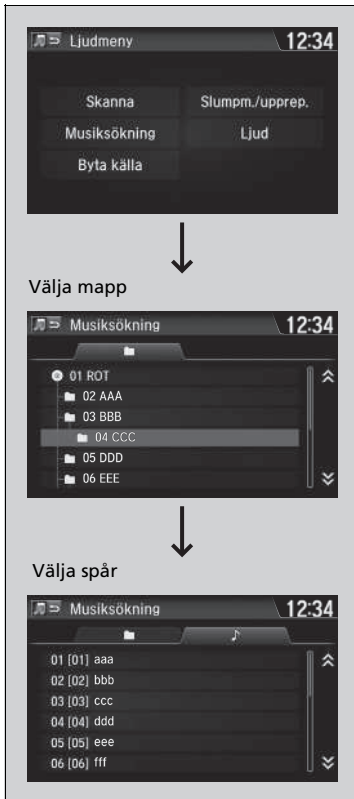 Ljudmeny 12:34
Skanna Slumpm./upprep.
Musiksökning Ljud
Byta källa
Välja mapp
Musiksökning 12:34
01 ROT
02 AAA
03 BBB
04 CCC
05 DDD
06 EEE
Välja spår
Musiksökning 12:34
01 [01] aaa
02 [02] bbb
03 [03] ccc
04 [04] ddd
05 [05] eee
06 [06] fff